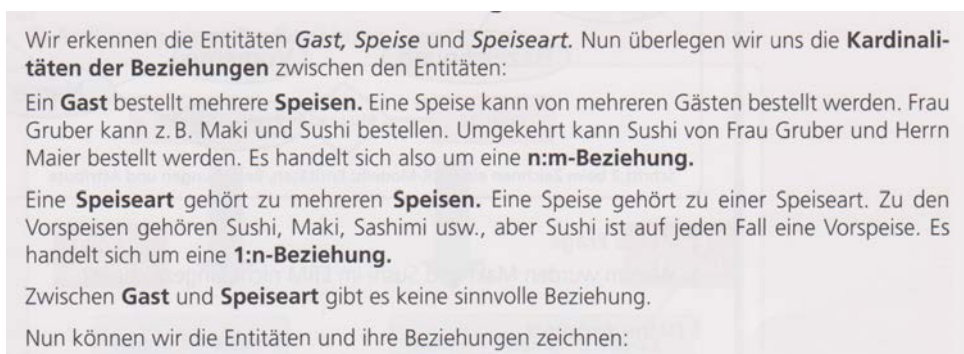 Wir erkennen die Entitäten Gast, Speise und Speiseart. Nun überlegen wir uns die Kardinali-
täten der Beziehungen zwischen den Entitäten:
Ein Gast bestellt mehrere Speisen. Eine Speise kann von mehreren Gästen bestellt werden. Frau
Gruber kann z. B. Maki und Sushi bestellen. Umgekehrt kann Sushi von Frau Gruber und Herrn
Maier bestellt werden. Es handelt sich also um eine n:m-Beziehung.
Eine Speiseart gehört zu mehreren Speisen. Eine Speise gehört zu einer Speiseart. Zu den
Vorspeisen gehören Sushi, Maki, Sashimi usw., aber Sushi ist auf jeden Fall eine Vorspeise. Es
handelt sich um eine 1:n-Beziehung.
Zwischen Gast und Speiseart gibt es keine sinnvolle Beziehung.
Nun können wir die Entitäten und ihre Beziehungen zeichnen: